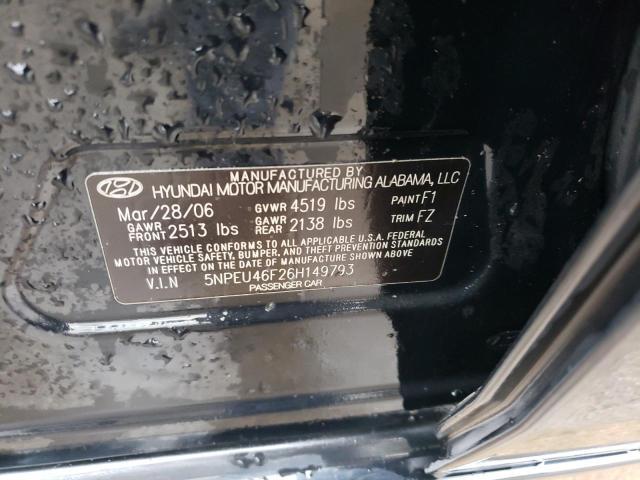 MANUFACTURED BY
HYUNDAI MOTOR MANUFACTURING ALABAMA, LLC
Mar/28/06 GVWR 4519 lbs PAINT F1
GAWR FRONT 2513 lbs GAWR REAR 2138 lbs TRIM FZ
THIS VEHICLE CONFORMS TO ALL APPLICABLE U.S.A. FEDERAL
MOTOR VEHICLE SAFETY, BUMPER, AND THEFT PREVENTION STANDARDS
IN EFFECT ON THE DATE OF MANUFACTURE SHOWN ABOVE
V.I.N 5NPEU46F26H149793
PASSENGER CAR